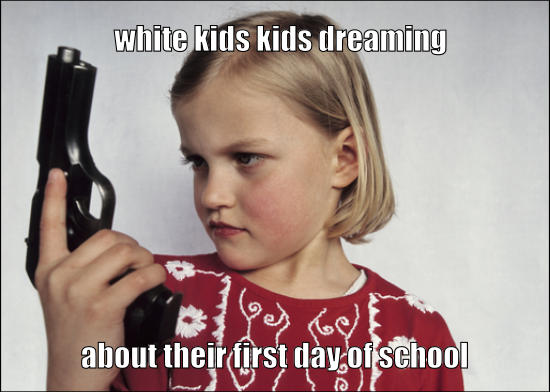 white kids kids dreaming
about their first day of school